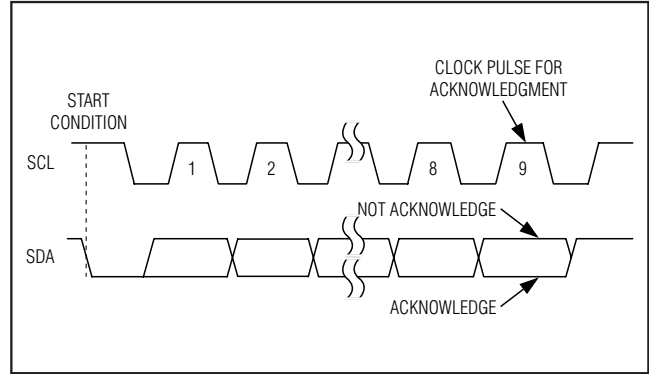 CLOCK PULSE FOR
ACKNOWLEDGMENT
START
CONDITION
SCL
1
2
8
9
NOT ACKNOWLEDGE
SDA
ACKNOWLEDGE